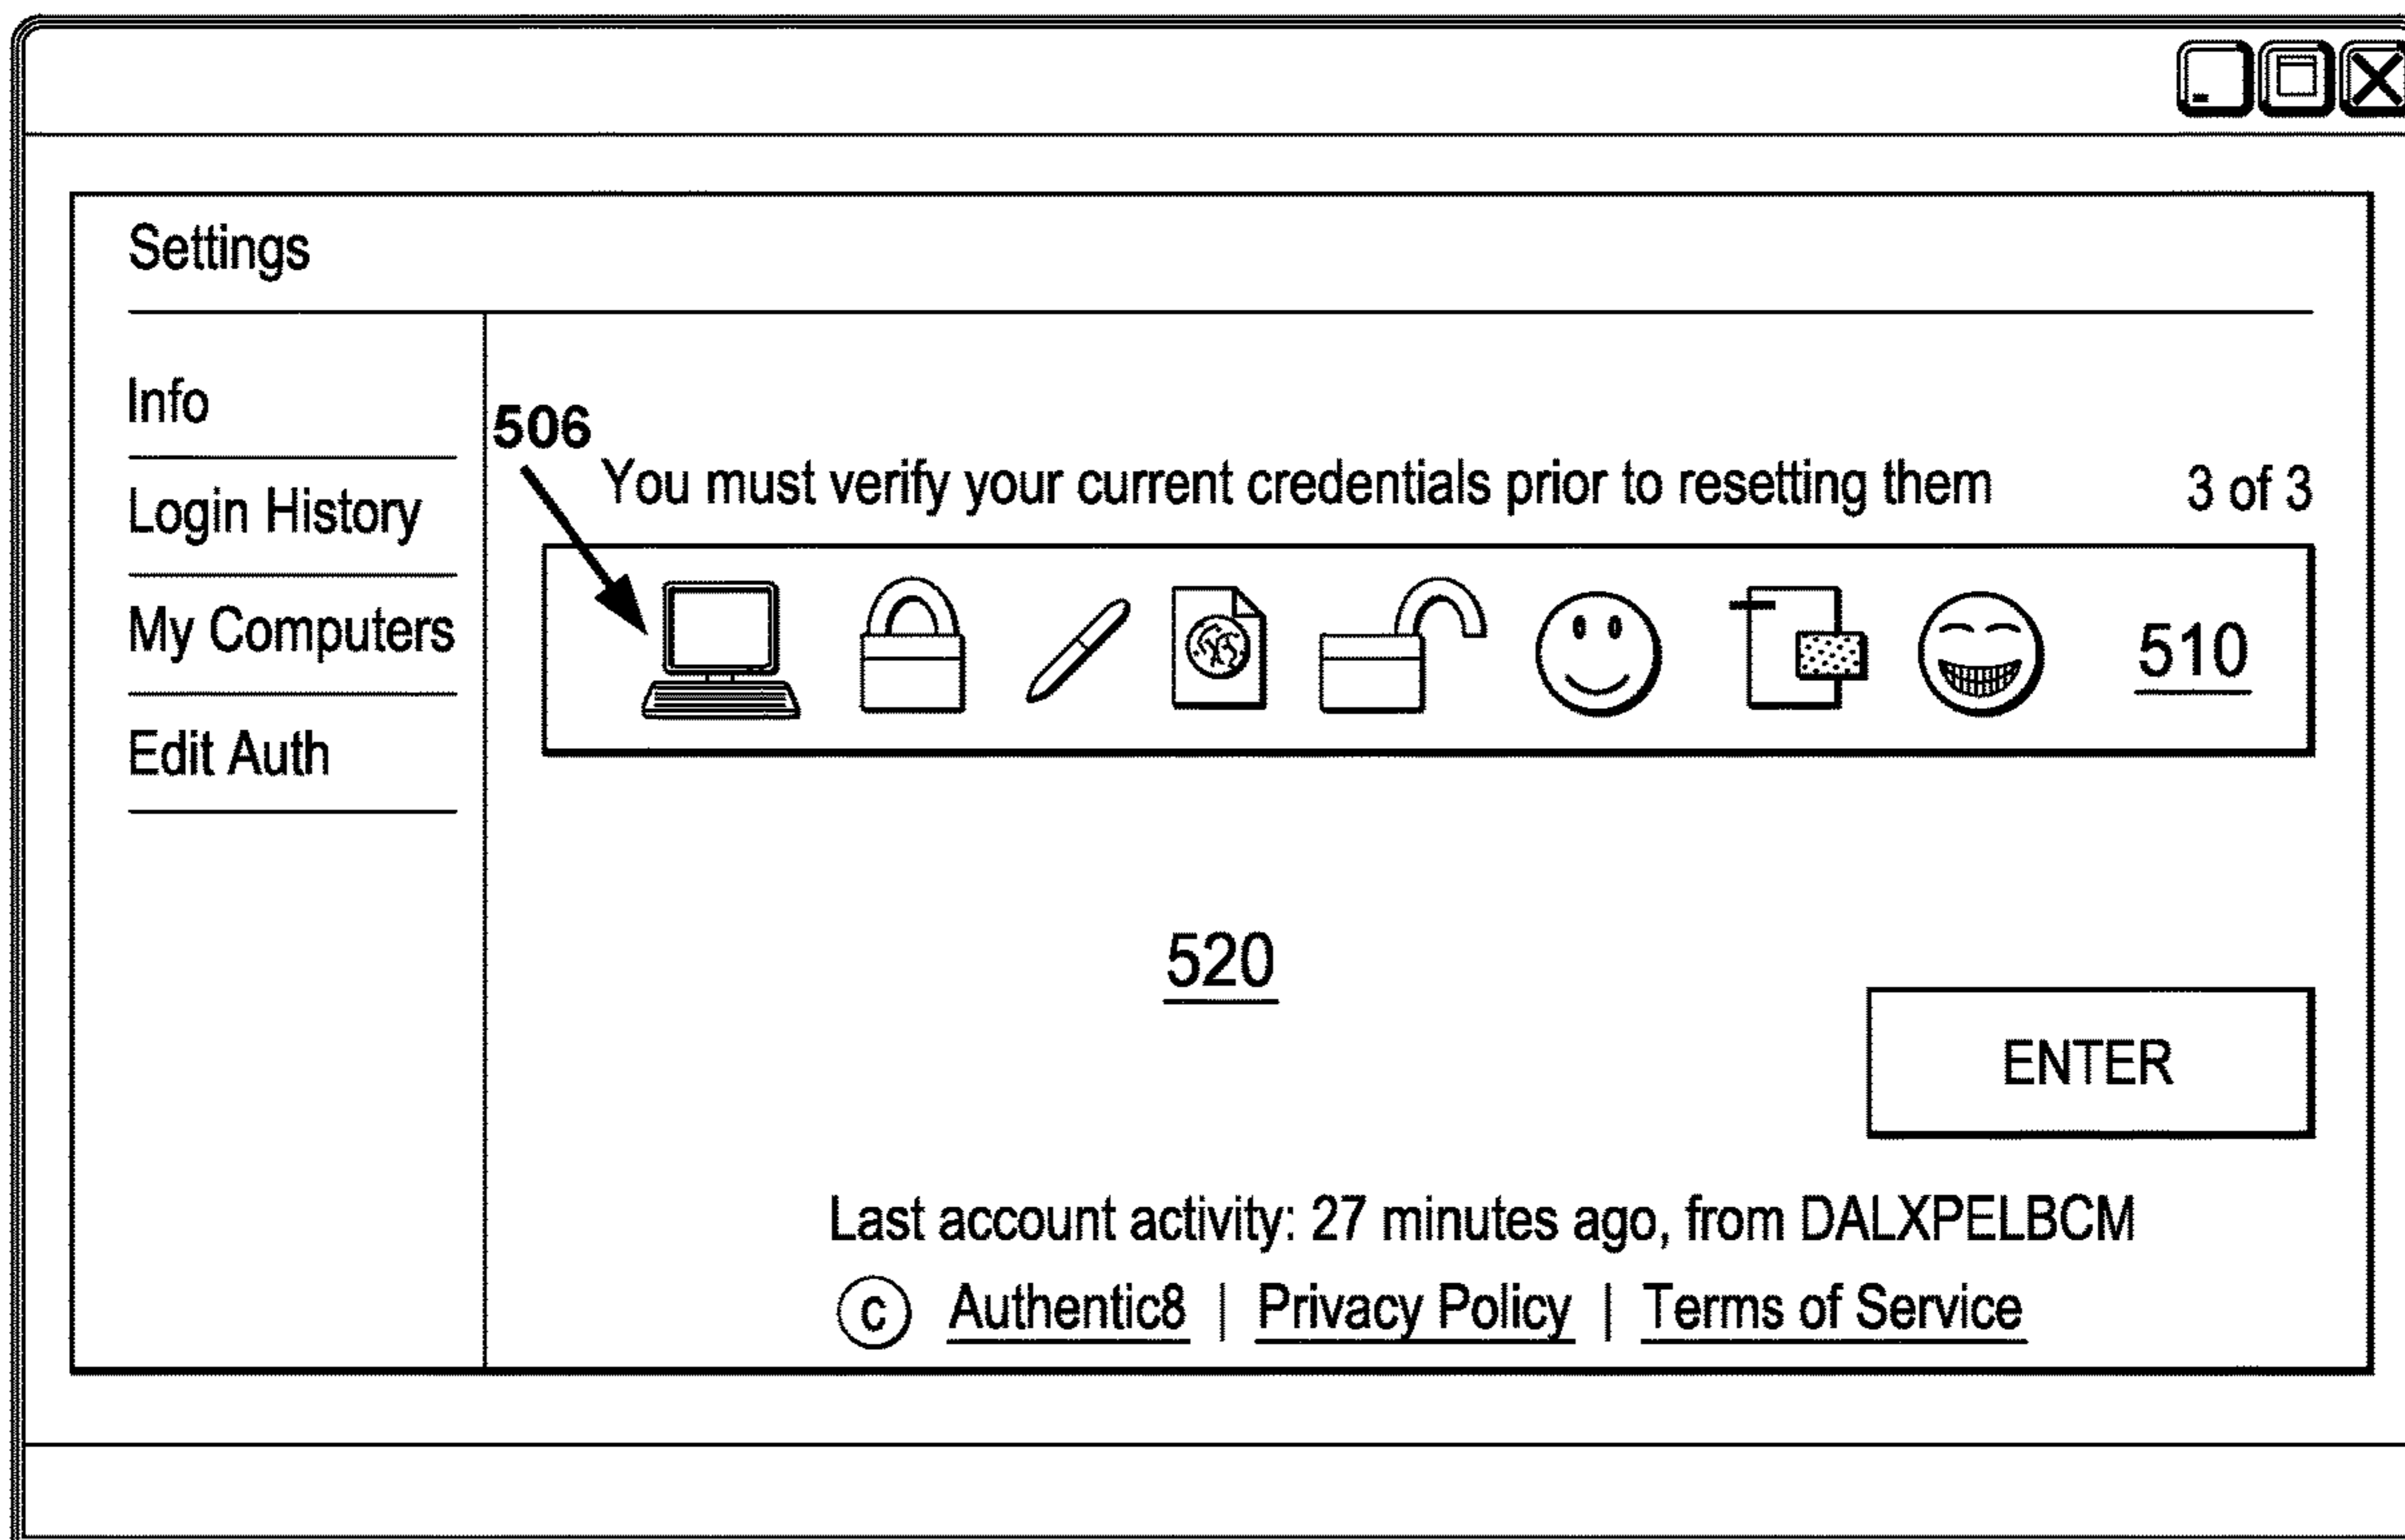 Settings
Info
Login History
My Computers
Edit Auth
506
You must verify your current credentials prior to resetting them 3 of 3
510
520
ENTER
Last account activity: 27 minutes ago, from DALXPELBCM
© Authentic8 | Privacy Policy | Terms of Service